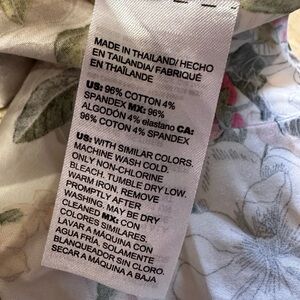 MADE IN THAILAND/ HECHO
EN TAILANDIA/ FABRIQUÉ
EN THAÏLANDE
US: 96% COTTON 4%
SPANDEX MX: 96%
ALGODÓN 4% elastano CA:
96% COTON 4% SPANDEX
US: WITH SIMILAR COLORS.
MACHINE WASH COLD.
ONLY NON-CHLORINE
BLEACH. TUMBLE DRY LOW.
WARM IRON. REMOVE
PROMPTLY AFTER
WASHING. MAY BE DRY
CLEANED MX: CON
COLORES SIMILARES.
LAVAR A MÁQUINA CON
AGUA FRÍA. SOLAMENTE
BLANQUEADOR SIN CLORO.
SECAR A MÁQUINA A BAJA